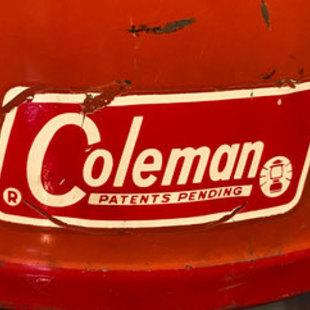 Coleman
PATENTS PENDING
®